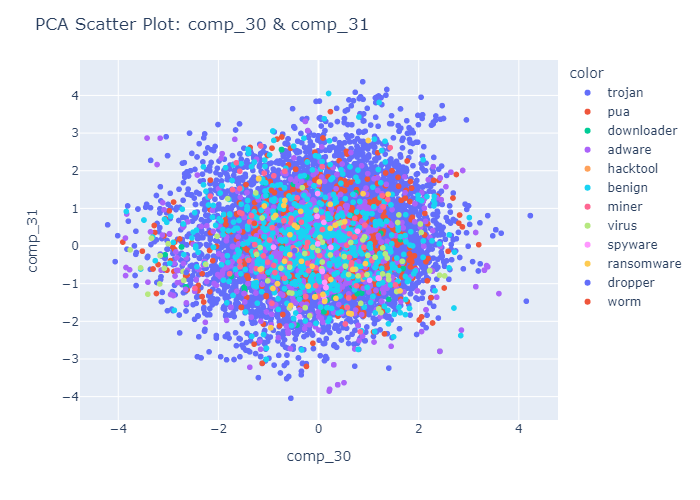 PCA Scatter Plot: comp_30 & comp_31
color
trojan
pua
downloader
adware
hacktool
benign
miner
virus
spyware
ransomware
dropper
worm
comp_31
4
3
2
1
0
−1
−2
−3
−4
−4 −2 0 2 4
comp_30